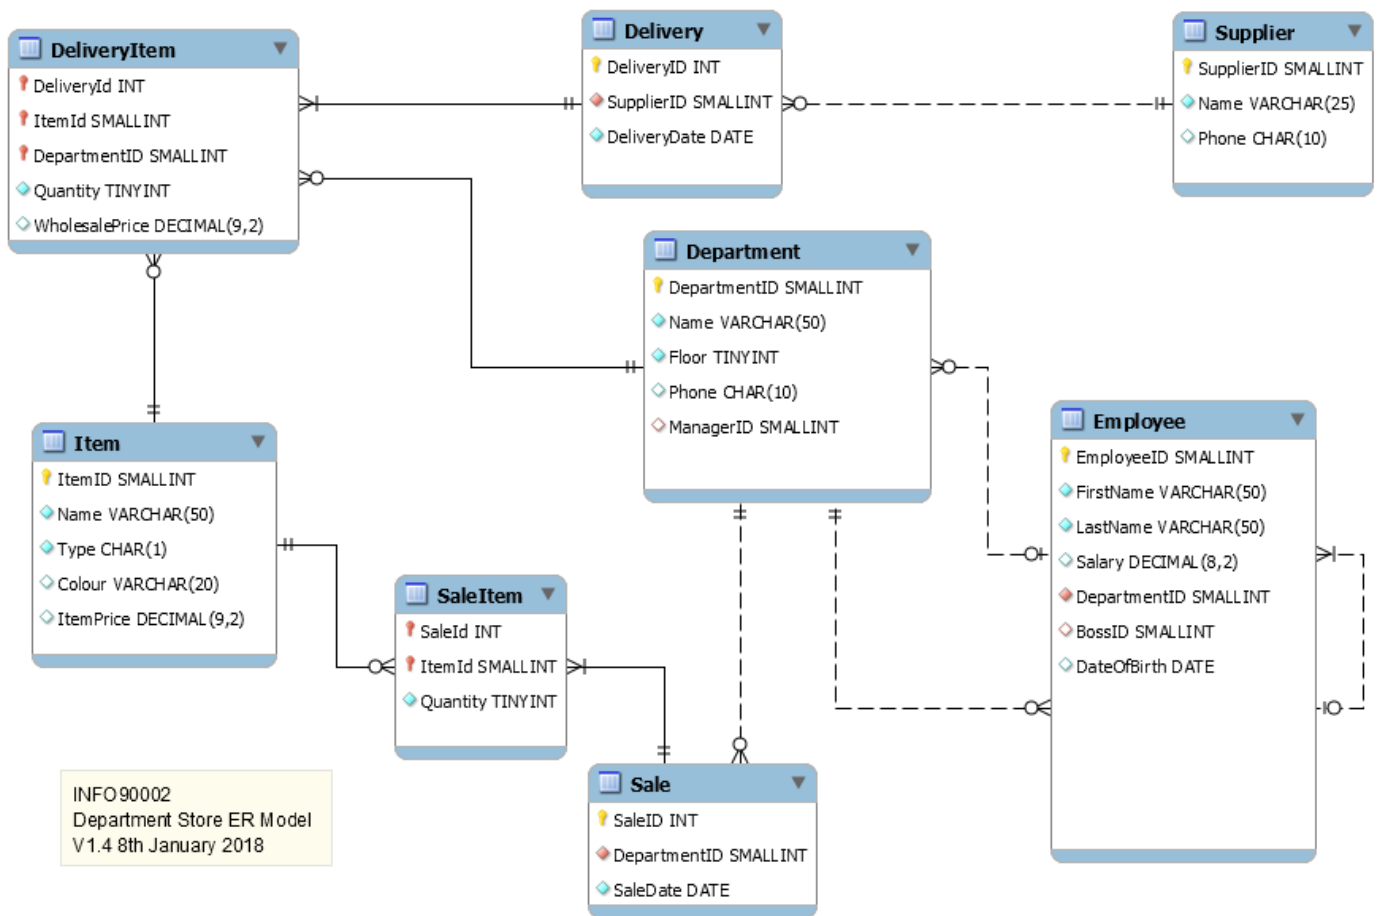 DeliveryItem
DeliveryId INT
ItemId SMALLINT
DepartmentID SMALLINT
Quantity TINYINT
WholesalePrice DECIMAL(9,2)
Delivery
DeliveryID INT
SupplierID SMALLINT
DeliveryDate DATE
Supplier
SupplierID SMALLINT
Name VARCHAR(25)
Phone CHAR(10)
Department
DepartmentID SMALLINT
Name VARCHAR(50)
Floor TINYINT
Phone CHAR(10)
ManagerID SMALLINT
Employee
EmployeeID SMALLINT
FirstName VARCHAR(50)
LastName VARCHAR(50)
Salary DECIMAL(8,2)
DepartmentID SMALLINT
BossID SMALLINT
DateOfBirth DATE
Item
ItemID SMALLINT
Name VARCHAR(50)
Type CHAR(1)
Colour VARCHAR(20)
ItemPrice DECIMAL(9,2)
SaleItem
SaleId INT
ItemId SMALLINT
Quantity TINYINT
Sale
SaleID INT
DepartmentID SMALLINT
SaleDate DATE
INFO90002
Department Store ER Model
V1.4 8th January 2018